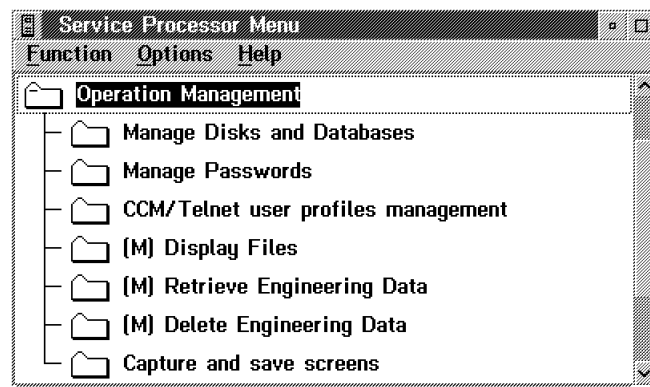 Service Processor Menu
Function Options Help
Operation Management
Manage Disks and Databases
Manage Passwords
CCM/Telnet user profiles management
(M) Display Files
(M) Retrieve Engineering Data
(M) Delete Engineering Data
Capture and save screens